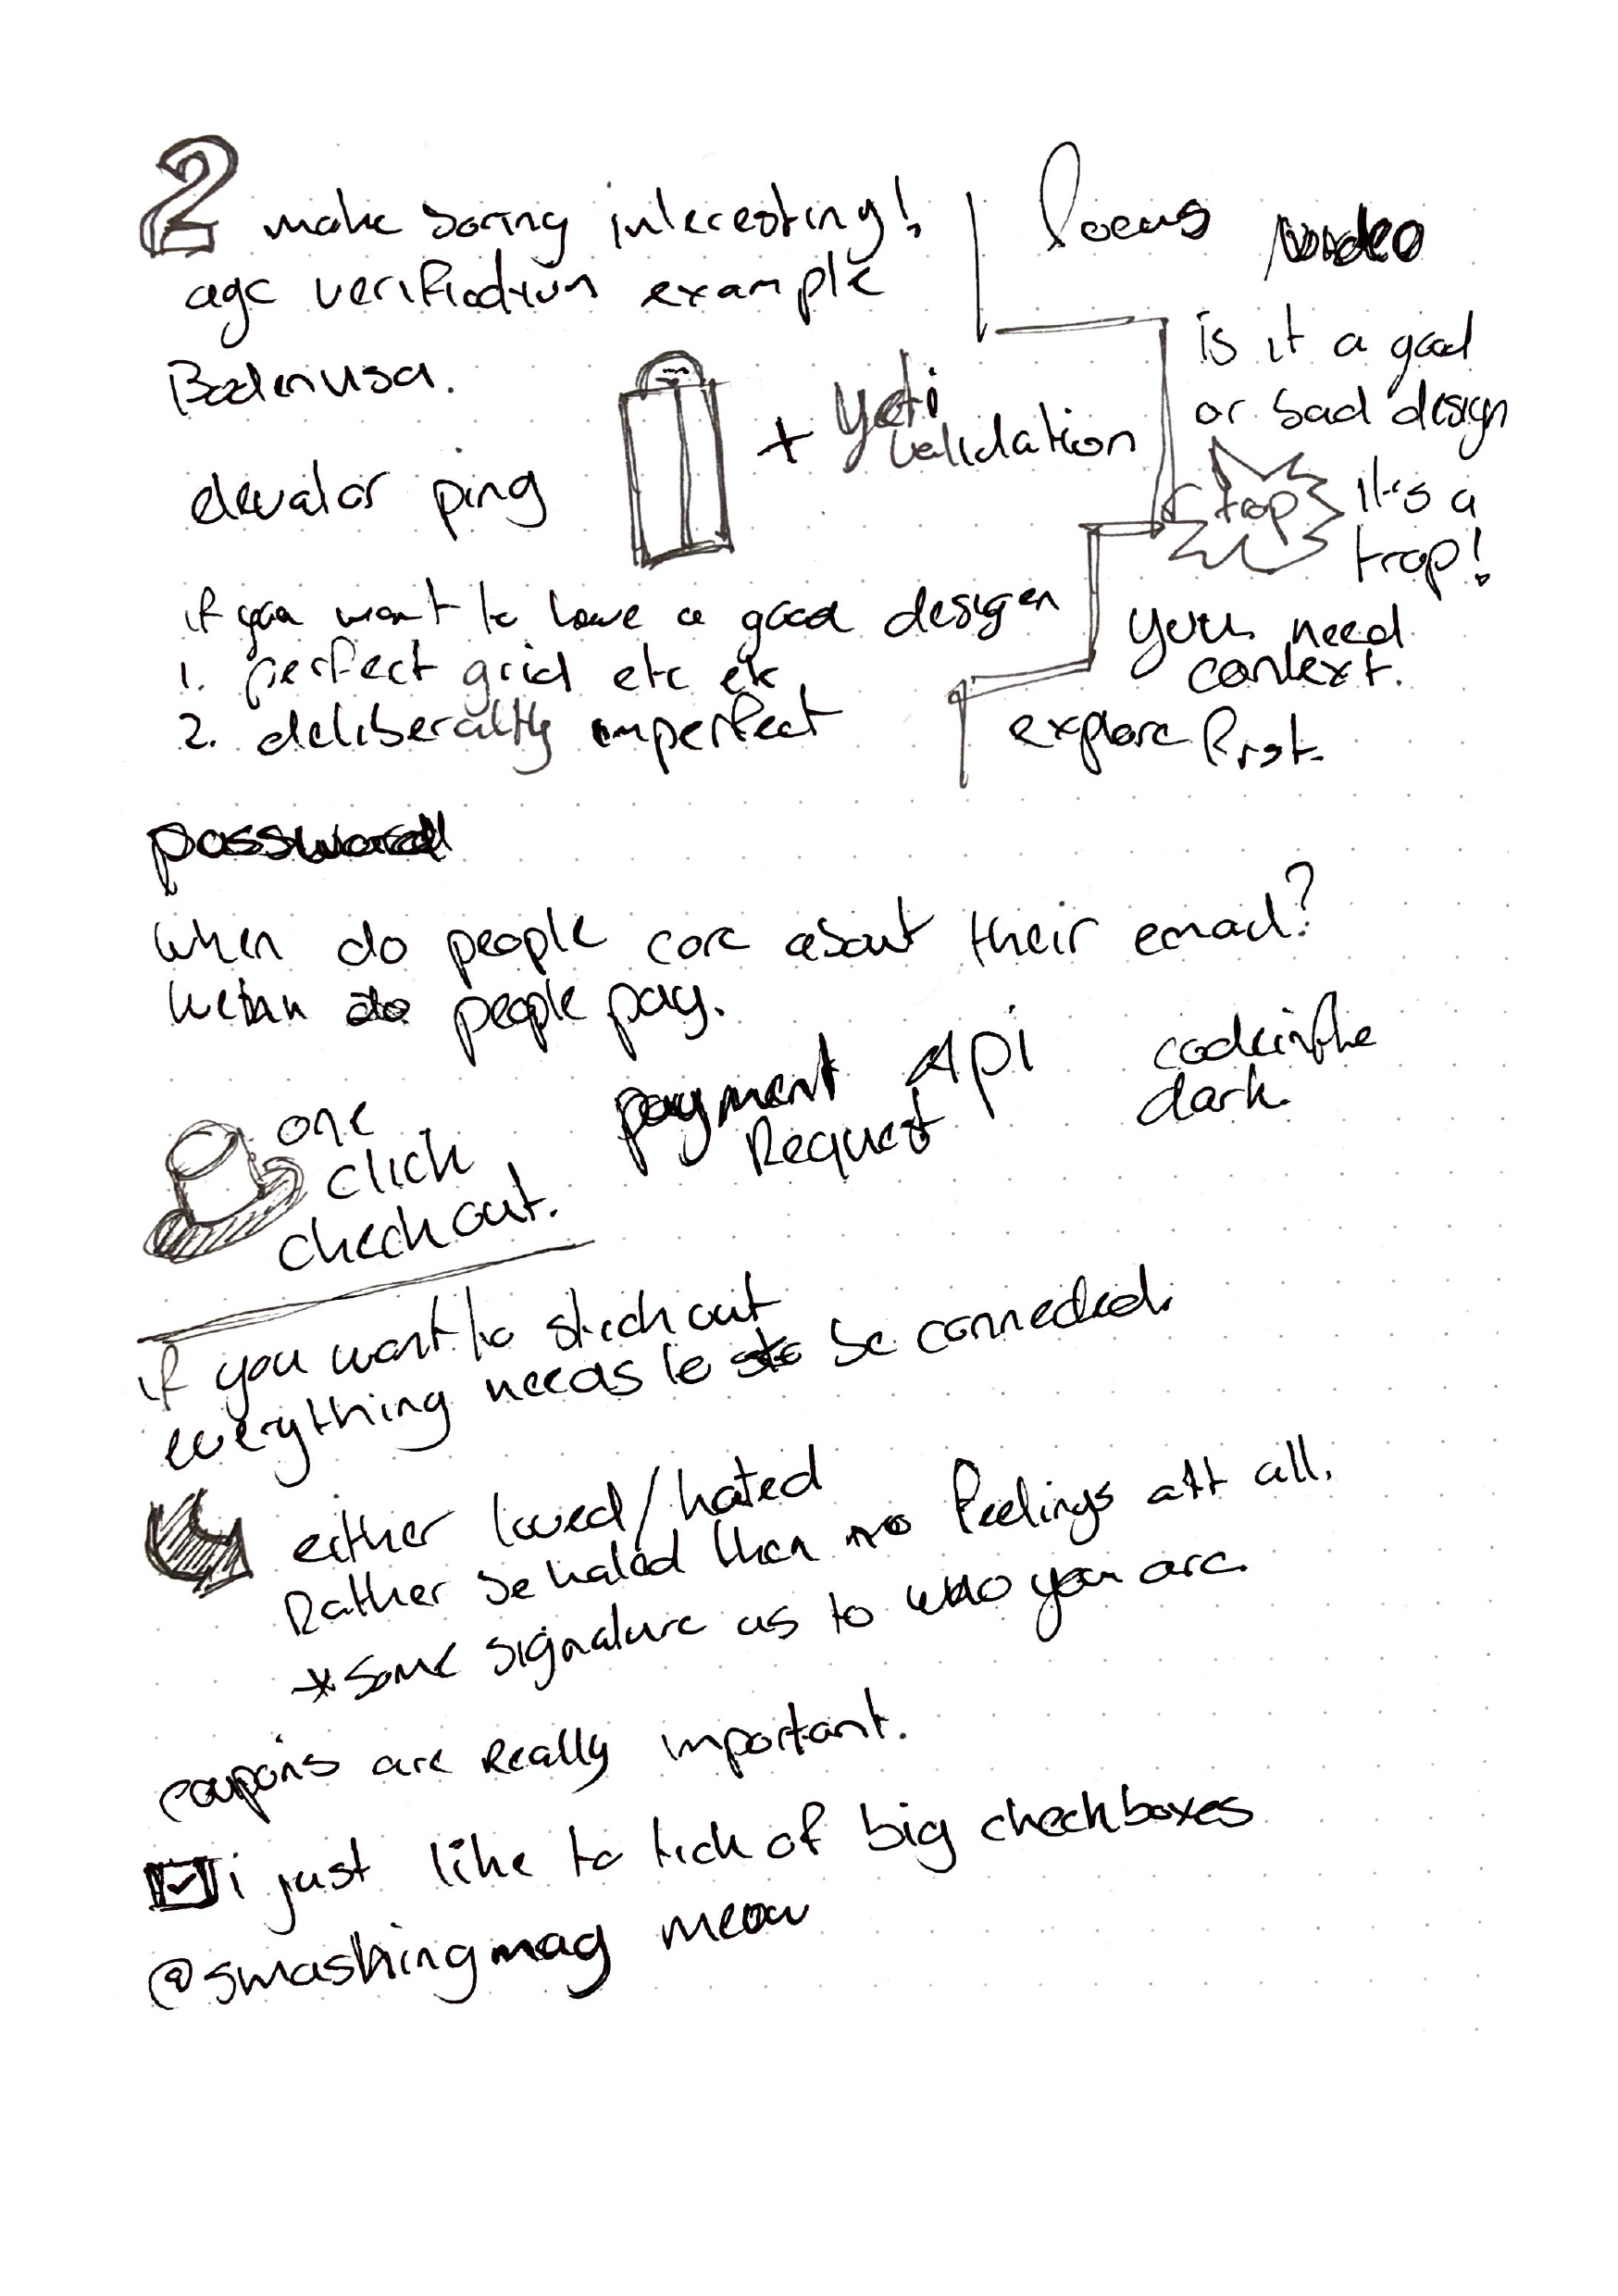 2 make boring interesting!
age verification example
Bodenusa.
elevator ping
+ yeti
validation
if you want to have a good desigen
1. perfect grid etc etc
2. deliberatly imperfect
focus video
is it a good
or bad design
trap it's a
trap!
you need
context.
explore first.
password
when do people care about their email?
when do people pay.
one
click
checkout.
payment api
Request
codeinthe
dark.
if you want to stick out
everything needs to be connected.
either loved/hated
Rather be hated then no feelings att all.
*some signature as to who you are.
coupons are Really important.
i just like to tick of big checkboxes
@smashingmag meow